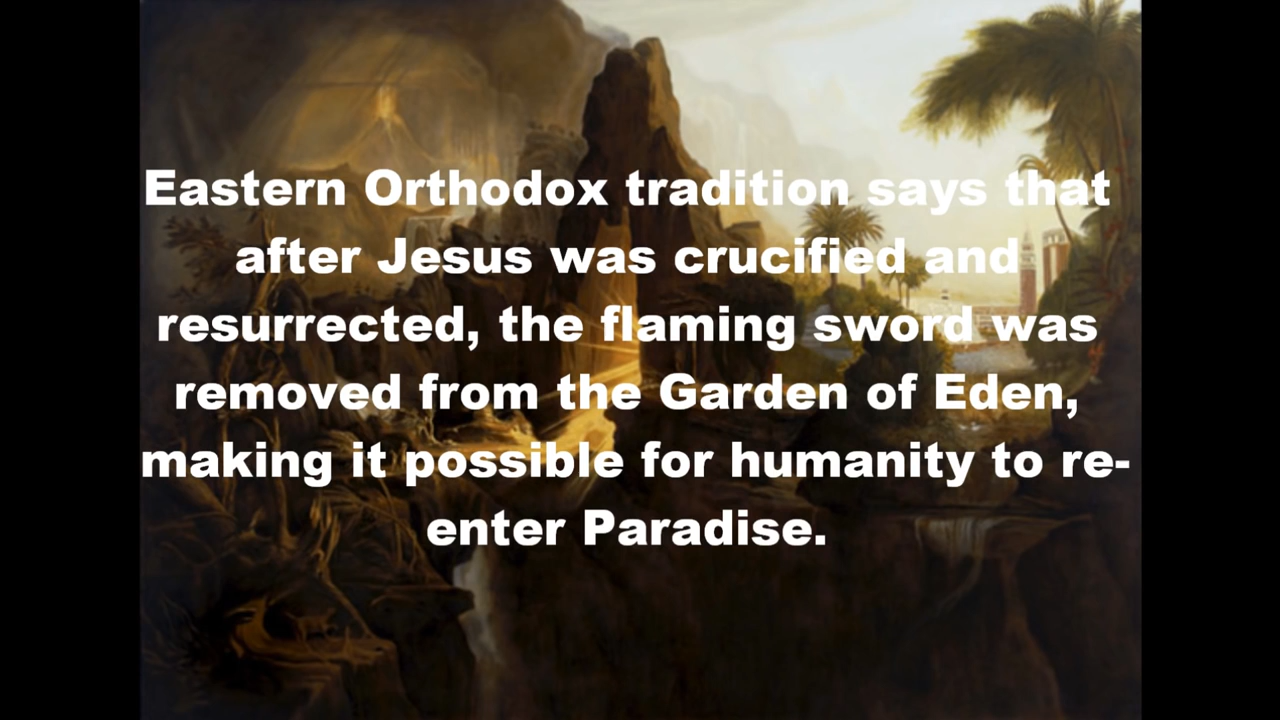 Eastern Orthodox tradition says that
after Jesus was crucified and
resurrected, the flaming sword was
removed from the Garden of Eden,
making it possible for humanity to re-
enter Paradise.